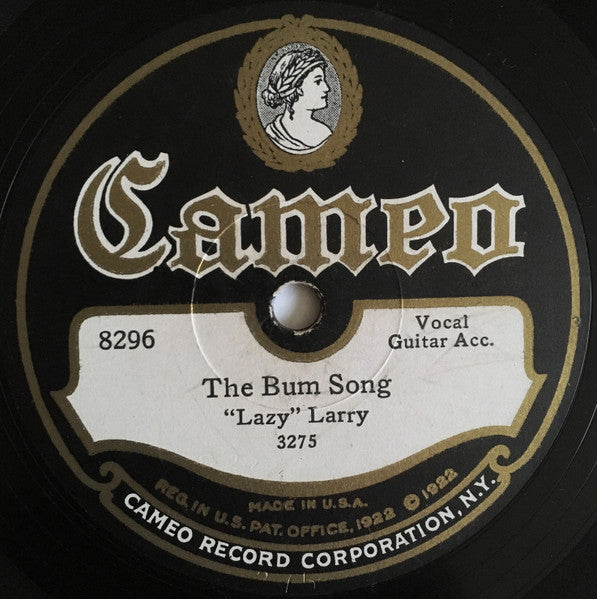 Cameo
8296
Vocal
Guitar Acc.
The Bum Song
"Lazy" Larry
3275
MADE IN U.S.A.
REG. IN U.S. PAT. OFFICE, 1922 © 1922
CAMEO RECORD CORPORATION, N.Y.